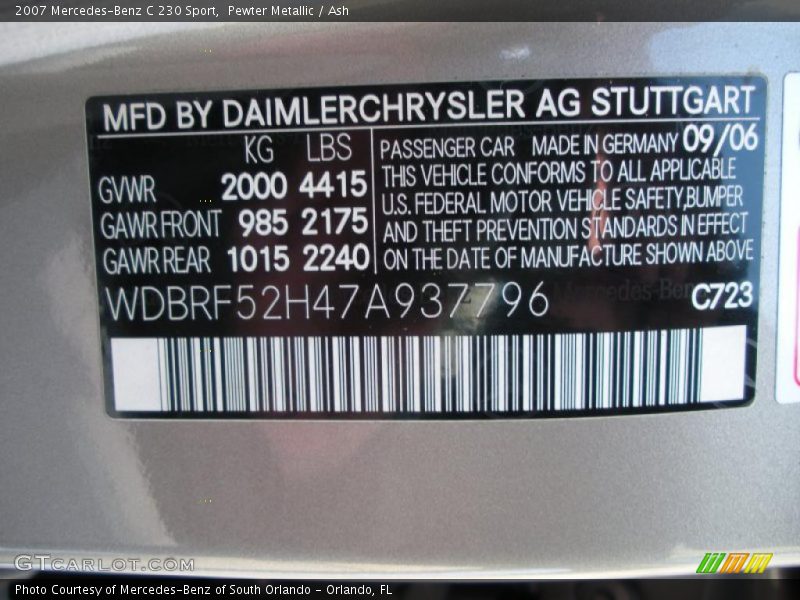 2007 Mercedes-Benz C 230 Sport, Pewter Metallic / Ash
MFD BY DAIMLERCHRYSLER AG STUTTGART
KG LBS
GVWR 2000 4415
GAWR FRONT 985 2175
GAWR REAR 1015 2240
PASSENGER CAR MADE IN GERMANY 09/06
THIS VEHICLE CONFORMS TO ALL APPLICABLE
U.S. FEDERAL MOTOR VEHICLE SAFETY,BUMPER
AND THEFT PREVENTION STANDARDS IN EFFECT
ON THE DATE OF MANUFACTURE SHOWN ABOVE
WDBRF52H47A937796 C723
GTCARLOT.COM
Photo Courtesy of Mercedes-Benz of South Orlando - Orlando, FL